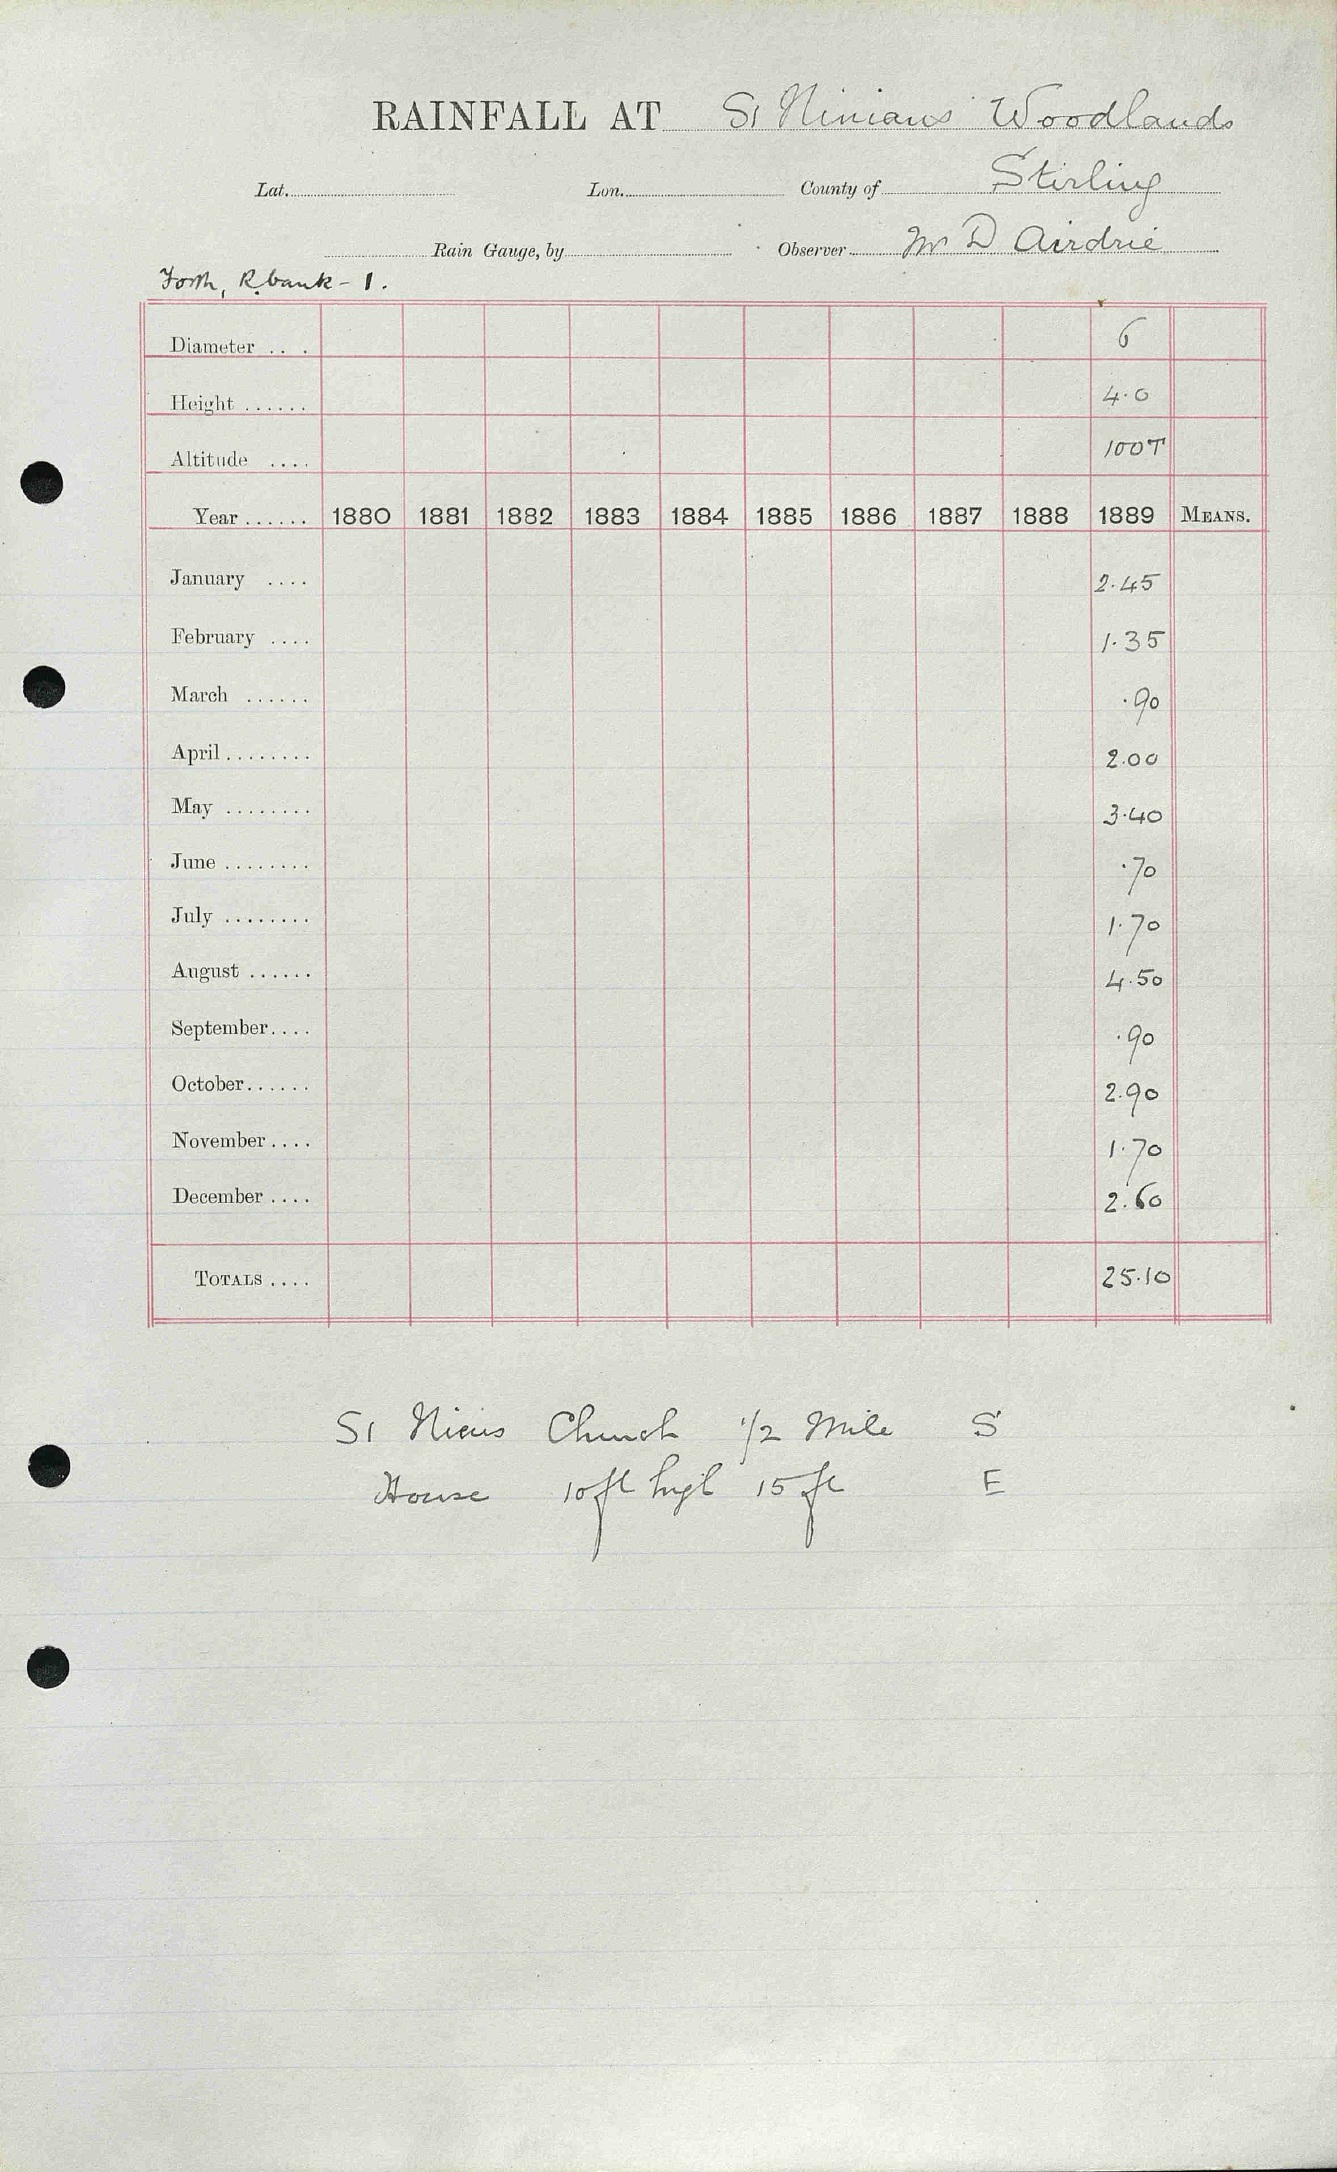 RAINFALL AT St Ninians Woodlands
Lat. Lon. County of Stirling
Rain Gauge, by Observer Mr D Airdrie
Forth, R.bank - 1.
Diameter .. . 6
Height ...... 4.0
Altitude .... 100T
Year ...... 1880 1881 1882 1883 1884 1885 1886 1887 1888 1889 MEANS.
January .... 2.45
February .... 1.35
March ...... .90
April ........ 2.00
May ........ 3.40
June ........ .70
July ........ 1.70
August ...... 4.50
September.... .90
October...... 2.90
November.... 1.70
December.... 2.60
TOTALS.... 25.10
St Church 1/2 Mile S
House 10 ft high 15 ft E